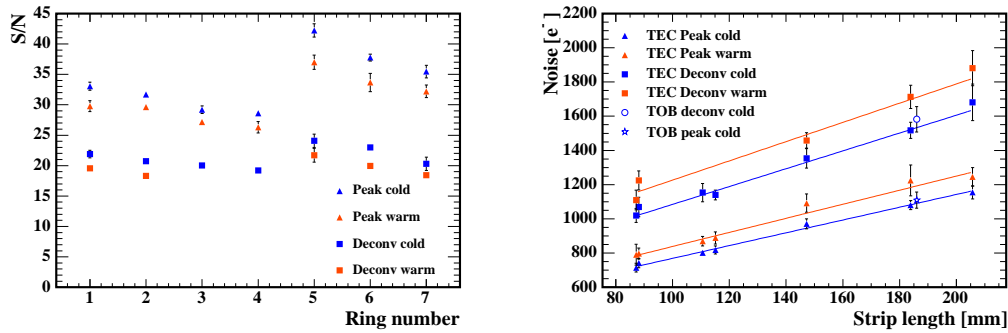 S/N
45
40
35
30
25
20
15
10
5
0
Peak cold
Peak warm
Deconv cold
Deconv warm
1 2 3 4 5 6 7
Ring number
Noise [e⁻]
2200
2000
1800
1600
1400
1200
1000
800
600
TEC Peak cold
TEC Peak warm
TEC Deconv cold
TEC Deconv warm
TOB deconv cold
TOB peak cold
80 100 120 140 160 180 200
Strip length [mm]